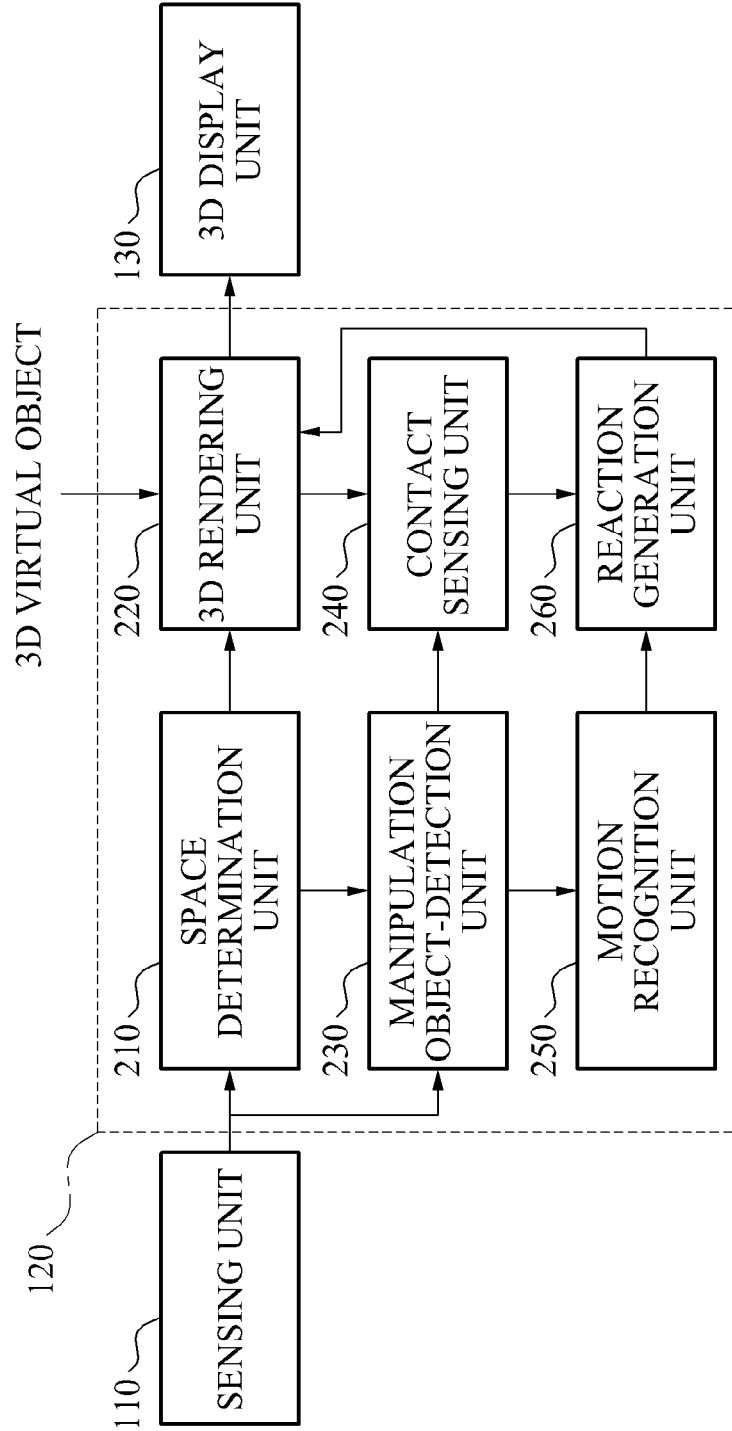 3D VIRTUAL OBJECT
120
110
SENSING UNIT
210
SPACE
DETERMINATION
UNIT
220
3D RENDERING
UNIT
130
3D DISPLAY
UNIT
230
MANIPULATION
OBJECT-DETECTION
UNIT
240
CONTACT
SENSING UNIT
250
MOTION
RECOGNITION
UNIT
260
REACTION
GENERATION
UNIT